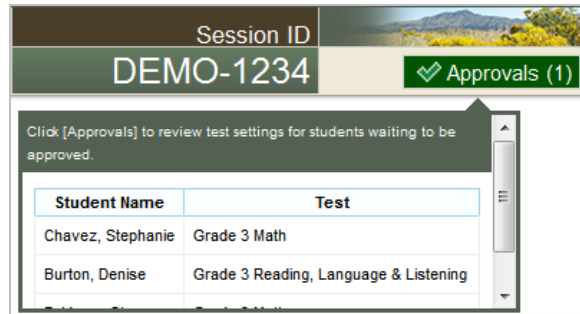 Session ID
DEMO-1234
Approvals (1)
Click [Approvals] to review test settings for students waiting to be
approved.
Student Name Test
Chavez, Stephanie Grade 3 Math
Burton, Denise Grade 3 Reading, Language & Listening